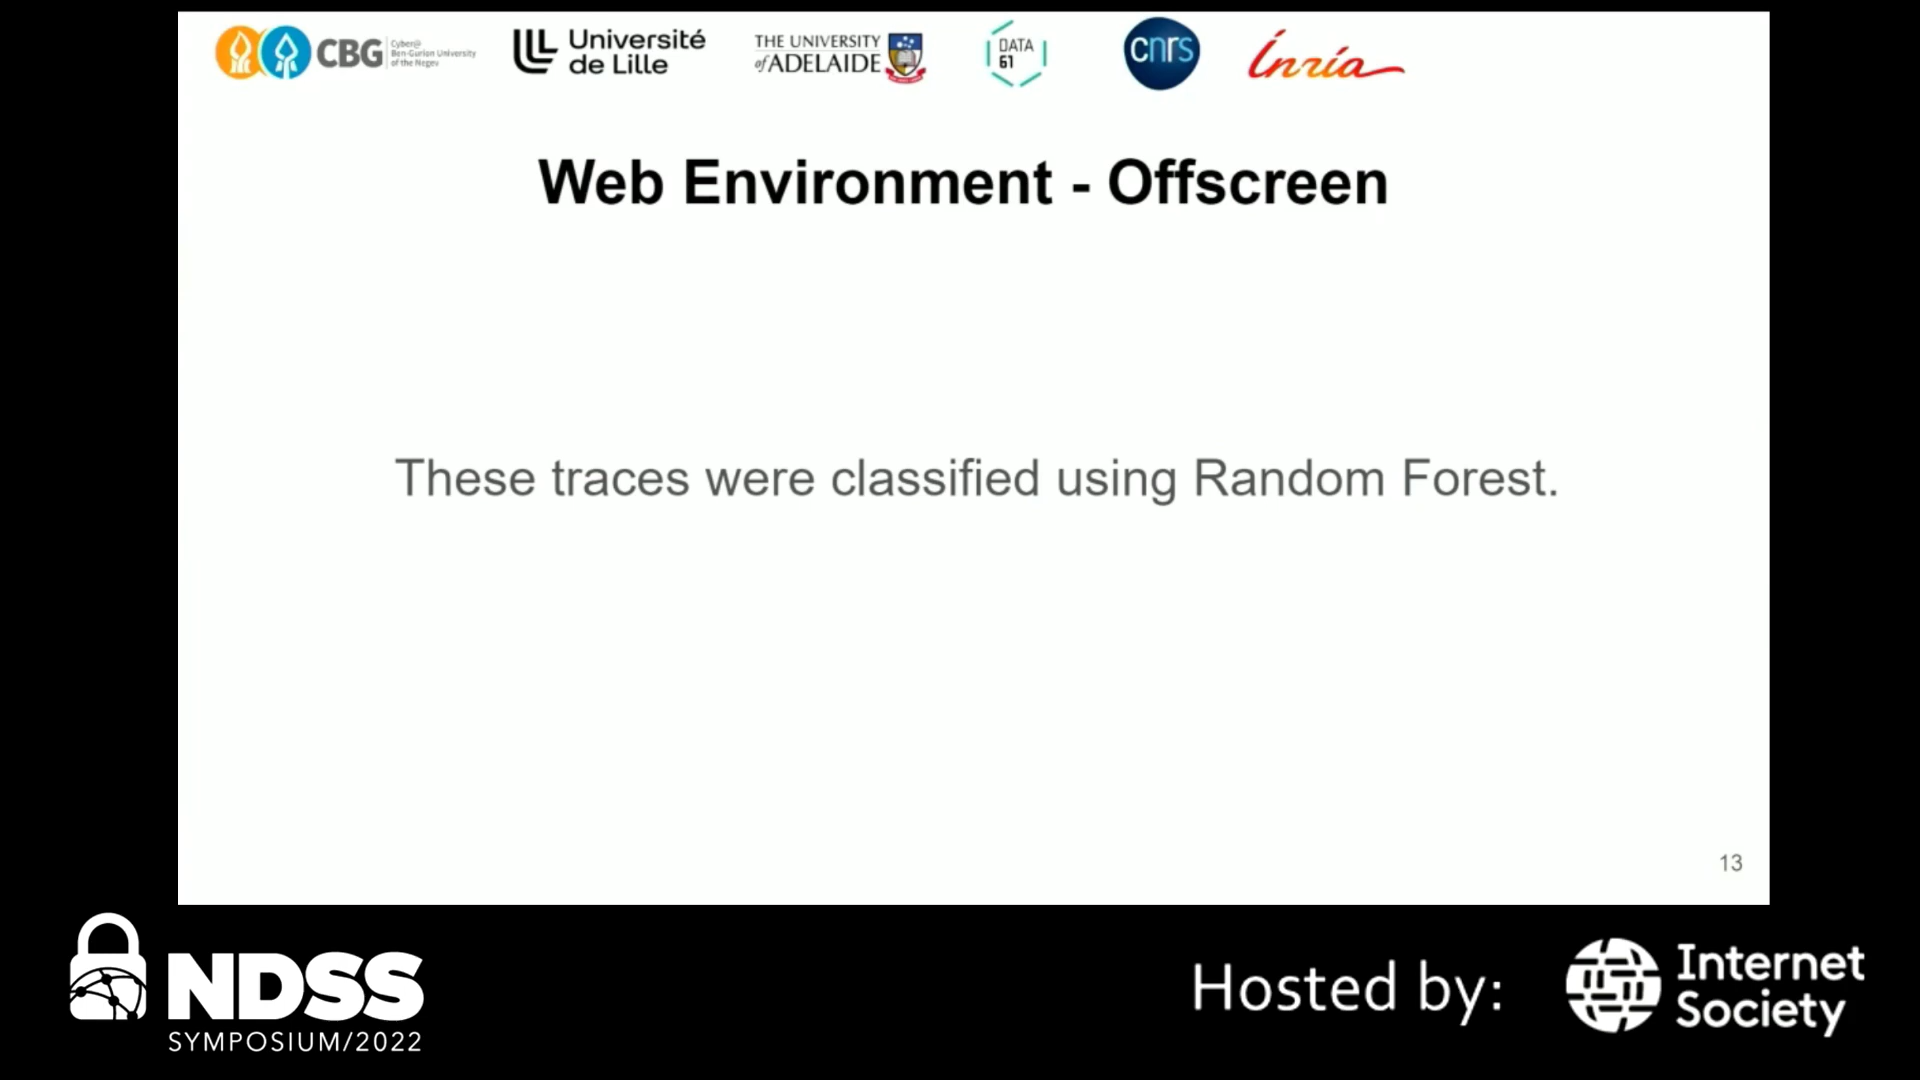 CBG
Cyber@
Ben-Gurion University
of the Negev
Université
de Lille
THE UNIVERSITY
of ADELAIDE
DATA
61
cnrs
Inria
Web Environment - Offscreen
These traces were classified using Random Forest.
13
NDSS
SYMPOSIUM/2022
Hosted by:
Internet
Society